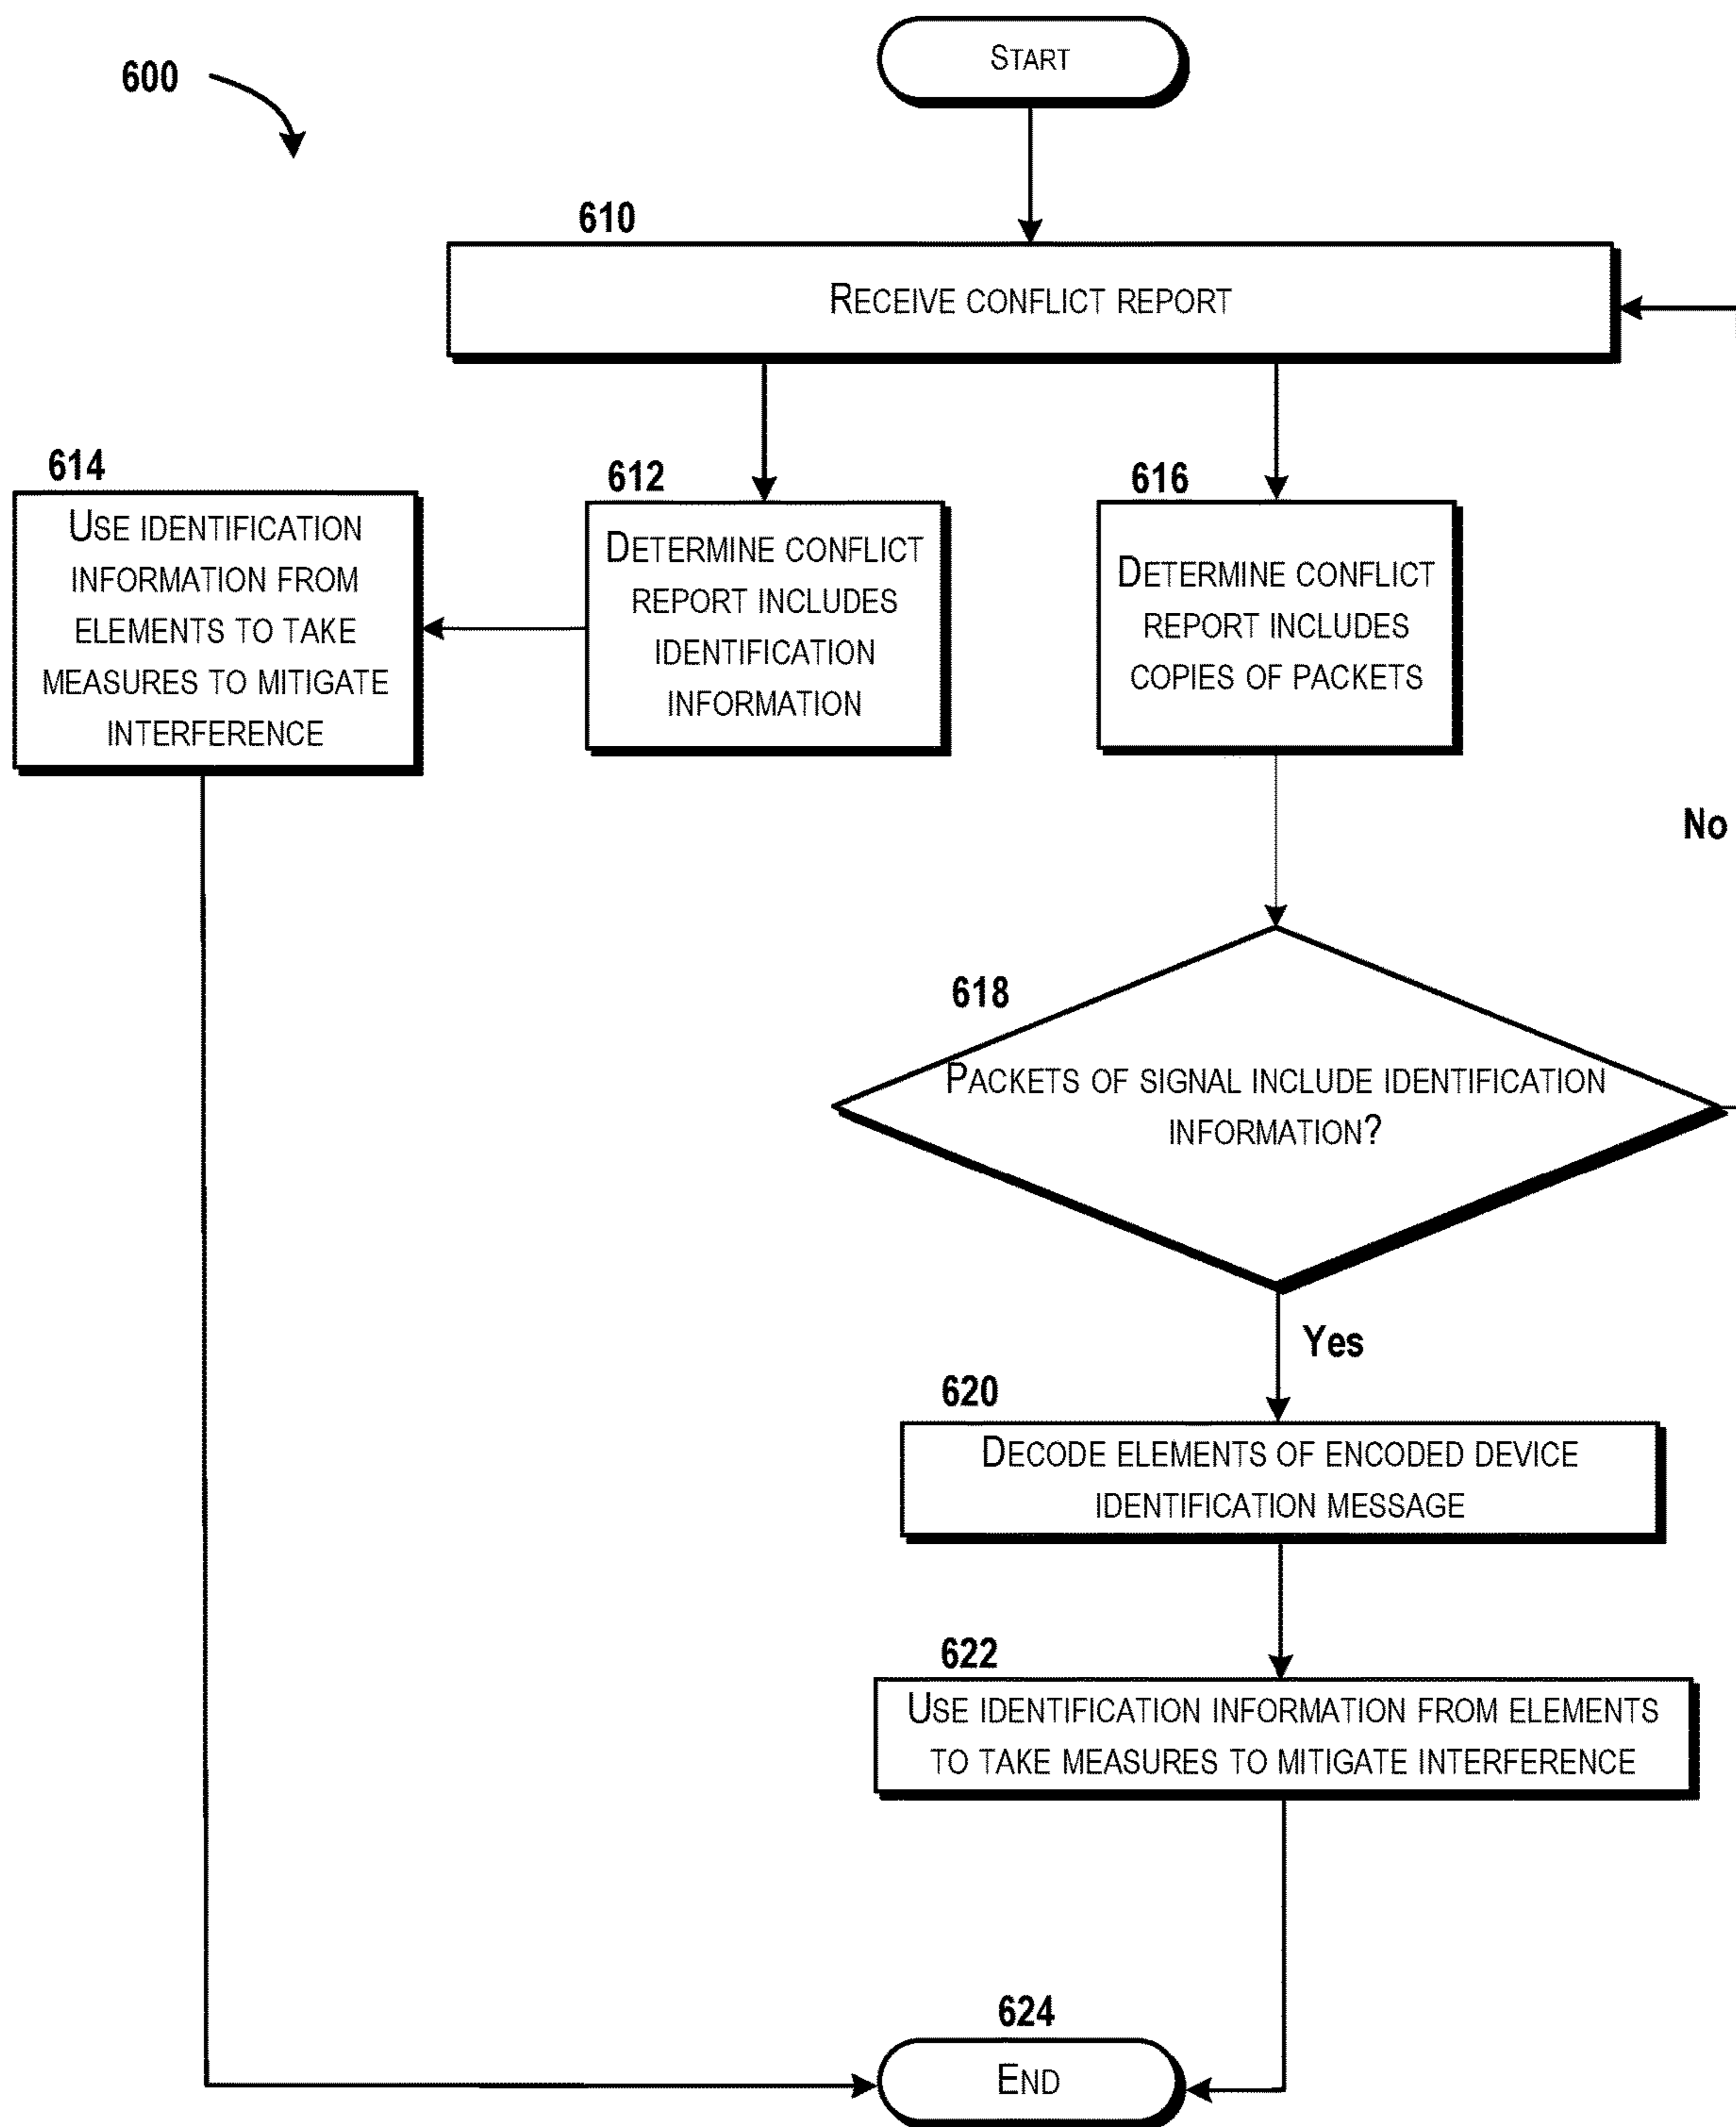 START
600
610
RECEIVE CONFLICT REPORT
614
USE IDENTIFICATION
INFORMATION FROM
ELEMENTS TO TAKE
MEASURES TO MITIGATE
INTERFERENCE
612
DETERMINE CONFLICT
REPORT INCLUDES
IDENTIFICATION
INFORMATION
616
DETERMINE CONFLICT
REPORT INCLUDES
COPIES OF PACKETS
No
618
PACKETS OF SIGNAL INCLUDE IDENTIFICATION
INFORMATION?
Yes
620
DECODE ELEMENTS OF ENCODED DEVICE
IDENTIFICATION MESSAGE
622
USE IDENTIFICATION INFORMATION FROM ELEMENTS
TO TAKE MEASURES TO MITIGATE INTERFERENCE
624
END